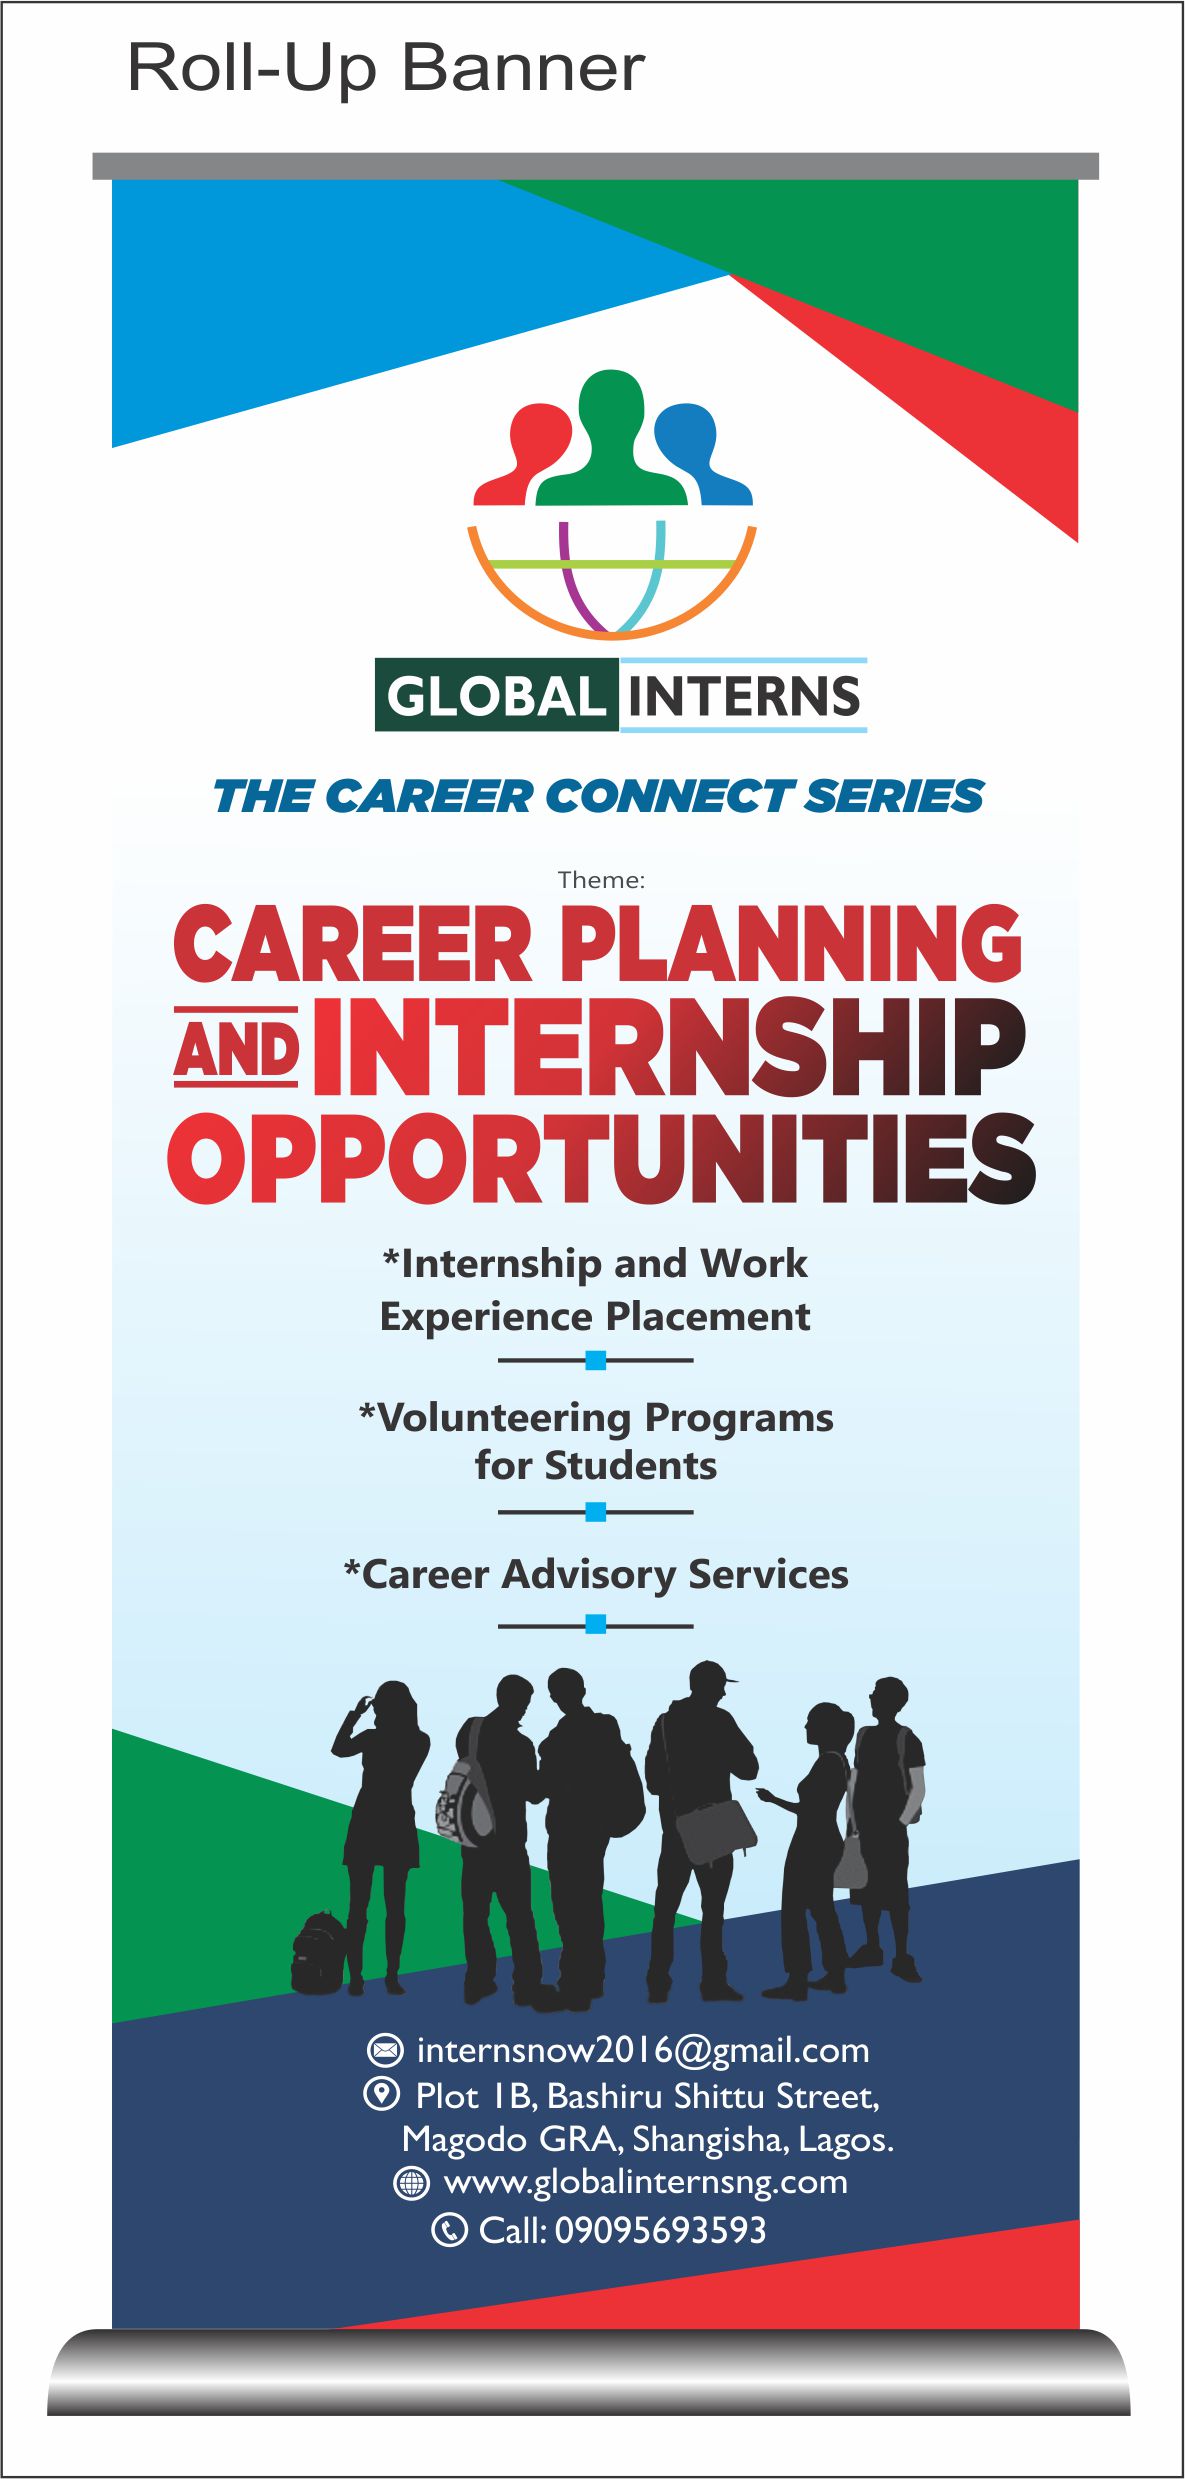 Roll-Up Banner
GLOBAL INTERNS
THE CAREER CONNECT SERIES
Theme:
CAREER PLANNING
AND INTERNSHIP
OPPORTUNITIES
*Internship and Work
Experience Placement
*Volunteering Programs
for Students
*Career Advisory Services
internsnow2016@gmail.com
Plot 1B, Bashiru Shittu Street,
Magodo GRA, Shangisha, Lagos.
www.globalinternsng.com
Call: 09095693593